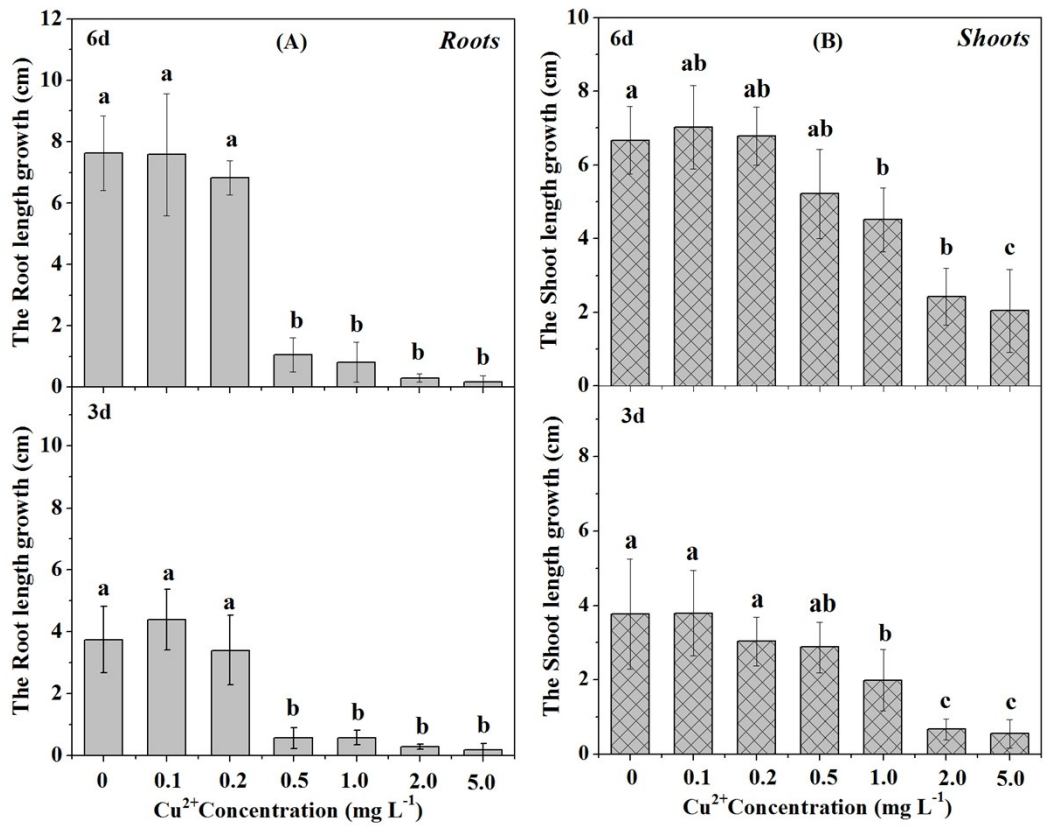 6d (A) Roots
The Root length growth (cm)
12
10
8
6
4
2
0
a a a b b b b
3d
The Root length growth (cm)
10
8
6
4
2
0
a a a b b b b
0 0.1 0.2 0.5 1.0 2.0 5.0
Cu²⁺Concentration (mg L⁻¹)
6d (B) Shoots
The Shoot length growth (cm)
10
8
6
4
2
0
a ab ab ab b b c
3d
The Shoot length growth (cm)
8
6
4
2
0
a a a ab b c c
0 0.1 0.2 0.5 1.0 2.0 5.0
Cu²⁺Concentration (mg L⁻¹)